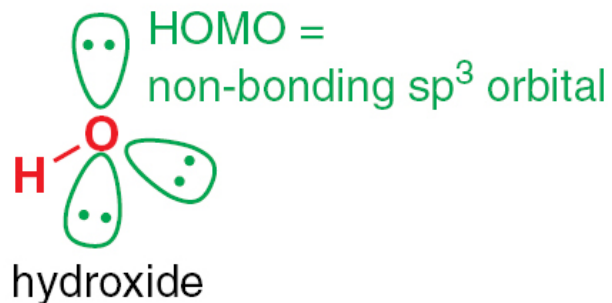 HOMO =
non-bonding sp³ orbital
O
H
hydroxide